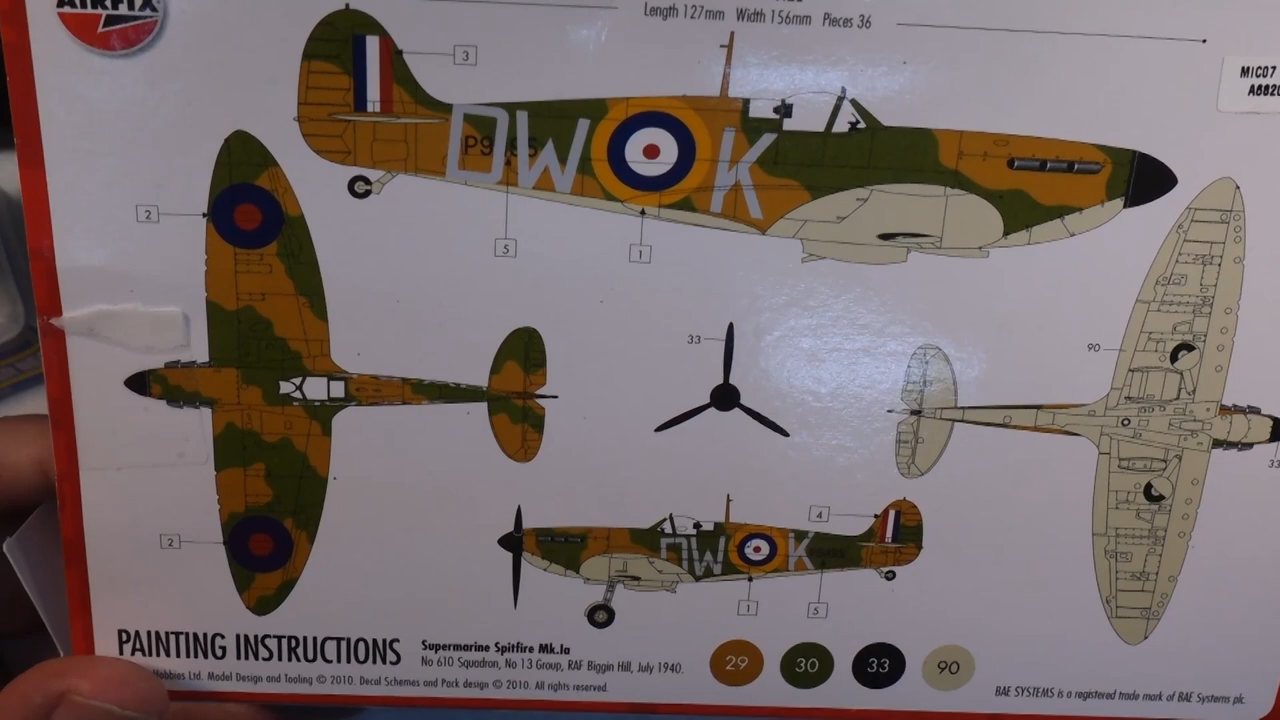 AIRFIX
Length 127mm Width 156mm Pieces 36
MIC07
3
DW K
2
5
1
33
90
4
DW K
2
33
1
5
PAINTING INSTRUCTIONS
Supermarine Spitfire Mk.Ia
No 610 Squadron, No 13 Group, RAF Biggin Hill, July 1940.
Hobbies Ltd. Model Design and Tooling © 2010. Decal Schemes and Pack design © 2010. All rights reserved.
29 30 33 90
BAE SYSTEMS is a registered trade mark of BAE Systems plc.